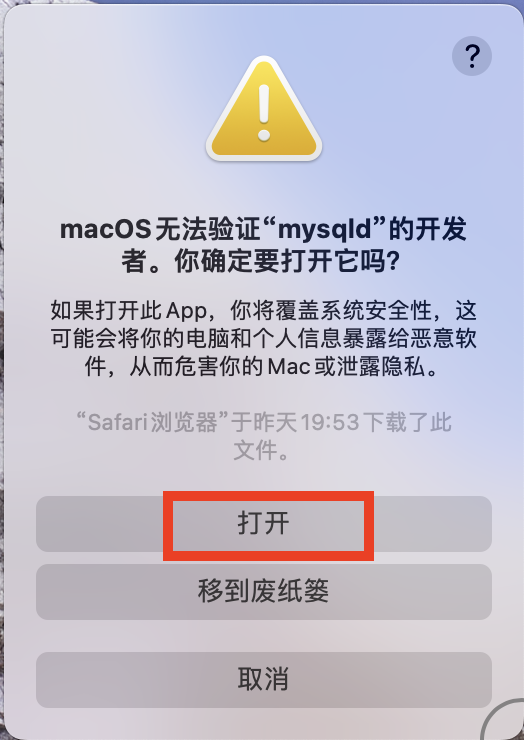 ?
macOS无法验证“mysqld”的开发
者。你确定要打开它吗？
如果打开此App，你将覆盖系统安全性，这
可能会将你的电脑和个人信息暴露给恶意软
件，从而危害你的Mac或泄露隐私。
“Safari浏览器”于昨天19:53下载了此
文件。
打开
移到废纸篓
取消